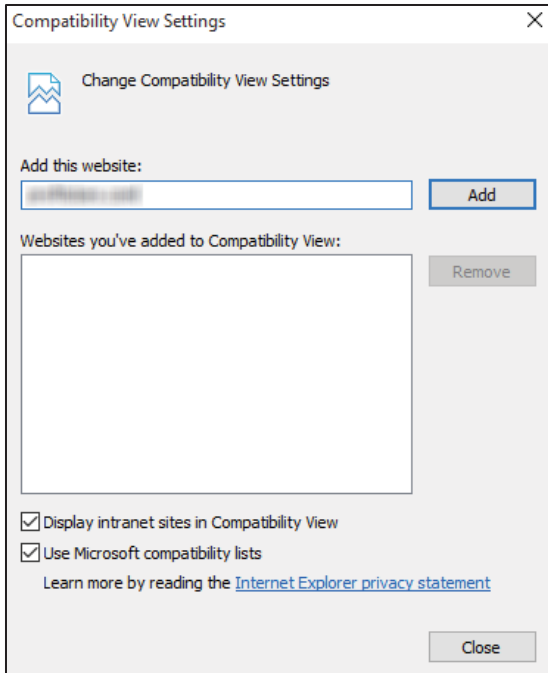 Compatibility View Settings
Change Compatibility View Settings
Add this website:
Add
Websites you've added to Compatibility View:
Remove
Display intranet sites in Compatibility View
Use Microsoft compatibility lists
Learn more by reading the Internet Explorer privacy statement
Close